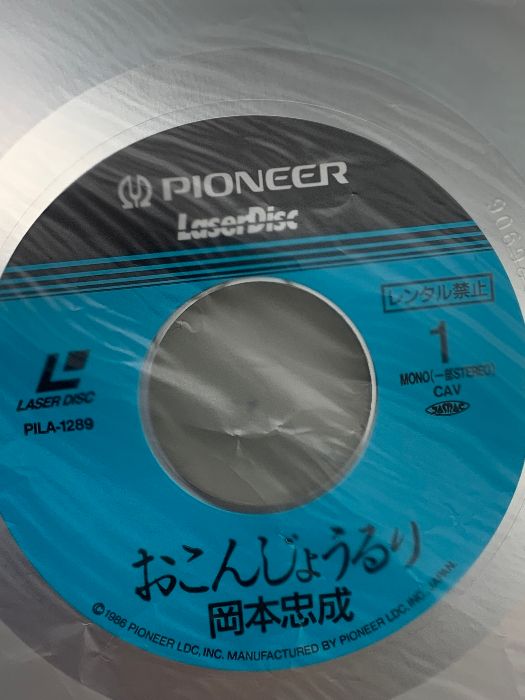 PIONEER
LaserDisc
レンタル禁止
1
MONO(一部STEREO)
CAV
JASRAC
LASER DISC
PILA-1289
おこんじょうるり
岡本忠成
©1986 PIONEER LDC, INC. MANUFACTURED BY PIONEER LDC, INC. JAPAN.